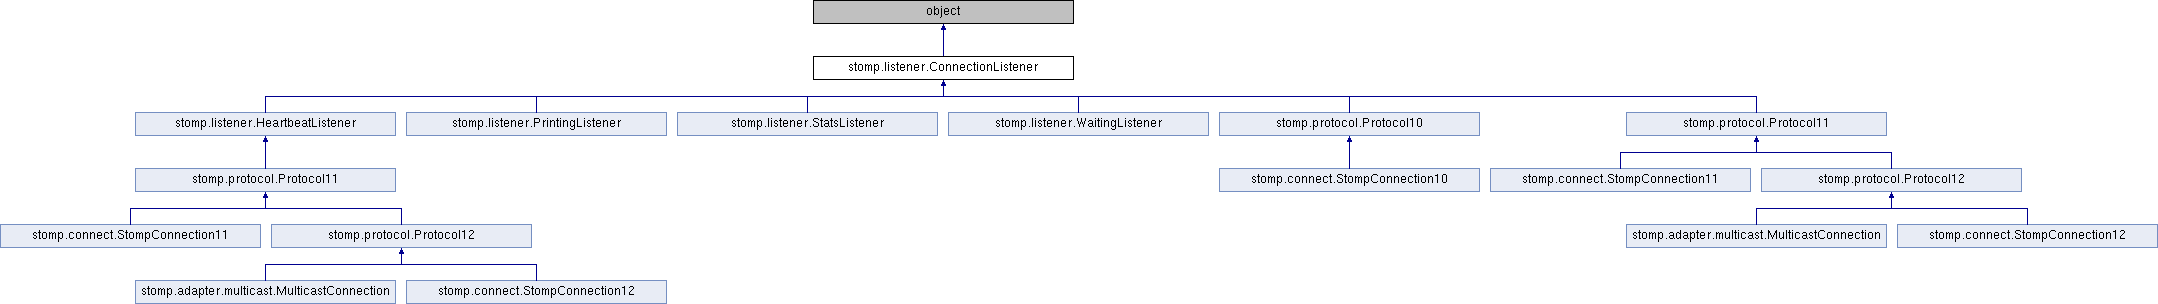 object
stomp.listener.ConnectionListener
stomp.listener.HeartbeatListener
stomp.listener.PrintingListener
stomp.listener.StatsListener
stomp.listener.WaitingListener
stomp.protocol.Protocol10
stomp.protocol.Protocol11
stomp.protocol.Protocol11
stomp.connect.StompConnection10
stomp.connect.StompConnection11
stomp.protocol.Protocol12
stomp.connect.StompConnection11
stomp.protocol.Protocol12
stomp.adapter.multicast.MulticastConnection
stomp.connect.StompConnection12
stomp.adapter.multicast.MulticastConnection
stomp.connect.StompConnection12